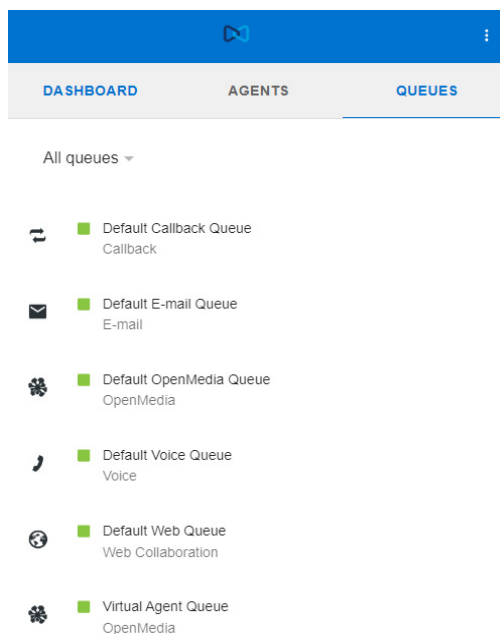 DASHBOARD AGENTS QUEUES
All queues
Default Callback Queue
Callback
Default E-mail Queue
E-mail
Default OpenMedia Queue
OpenMedia
Default Voice Queue
Voice
Default Web Queue
Web Collaboration
Virtual Agent Queue
OpenMedia